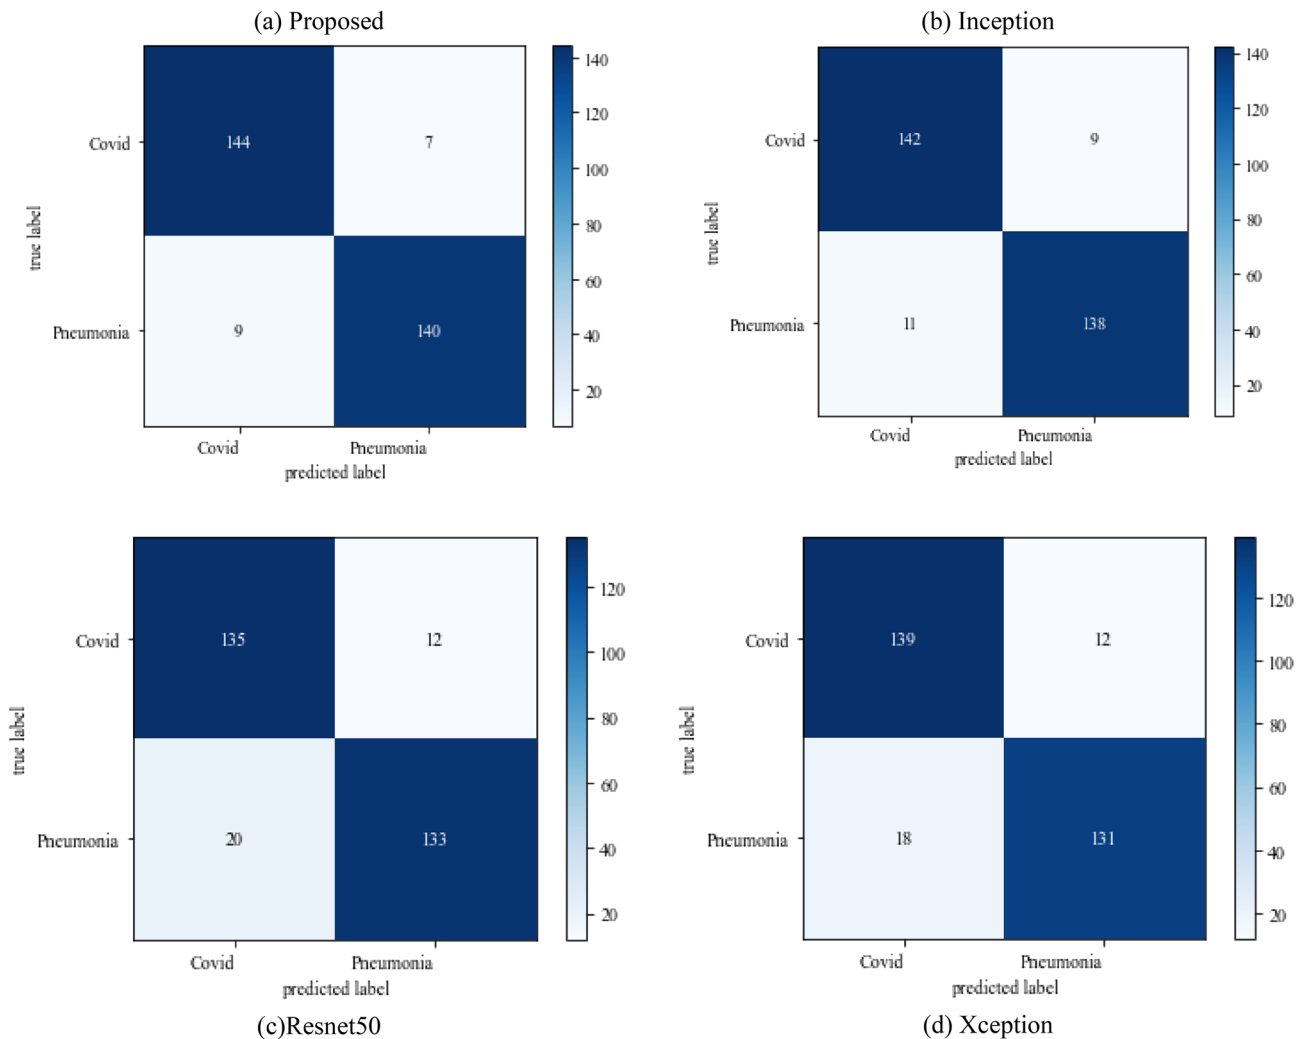 (a) Proposed
140
120
100
80
60
40
20
Covid
144
7
Pneumonia
9
140
true label
Covid
Pneumonia
predicted label
(b) Inception
140
120
100
80
60
40
20
Covid
142
9
Pneumonia
11
138
true label
Covid
Pneumonia
predicted label
120
100
80
60
40
20
Covid
135
12
Pneumonia
20
133
true label
Covid
Pneumonia
predicted label
(c)Resnet50
120
100
80
60
40
20
Covid
139
12
Pneumonia
18
131
true label
Covid
Pneumonia
predicted label
(d) Xception